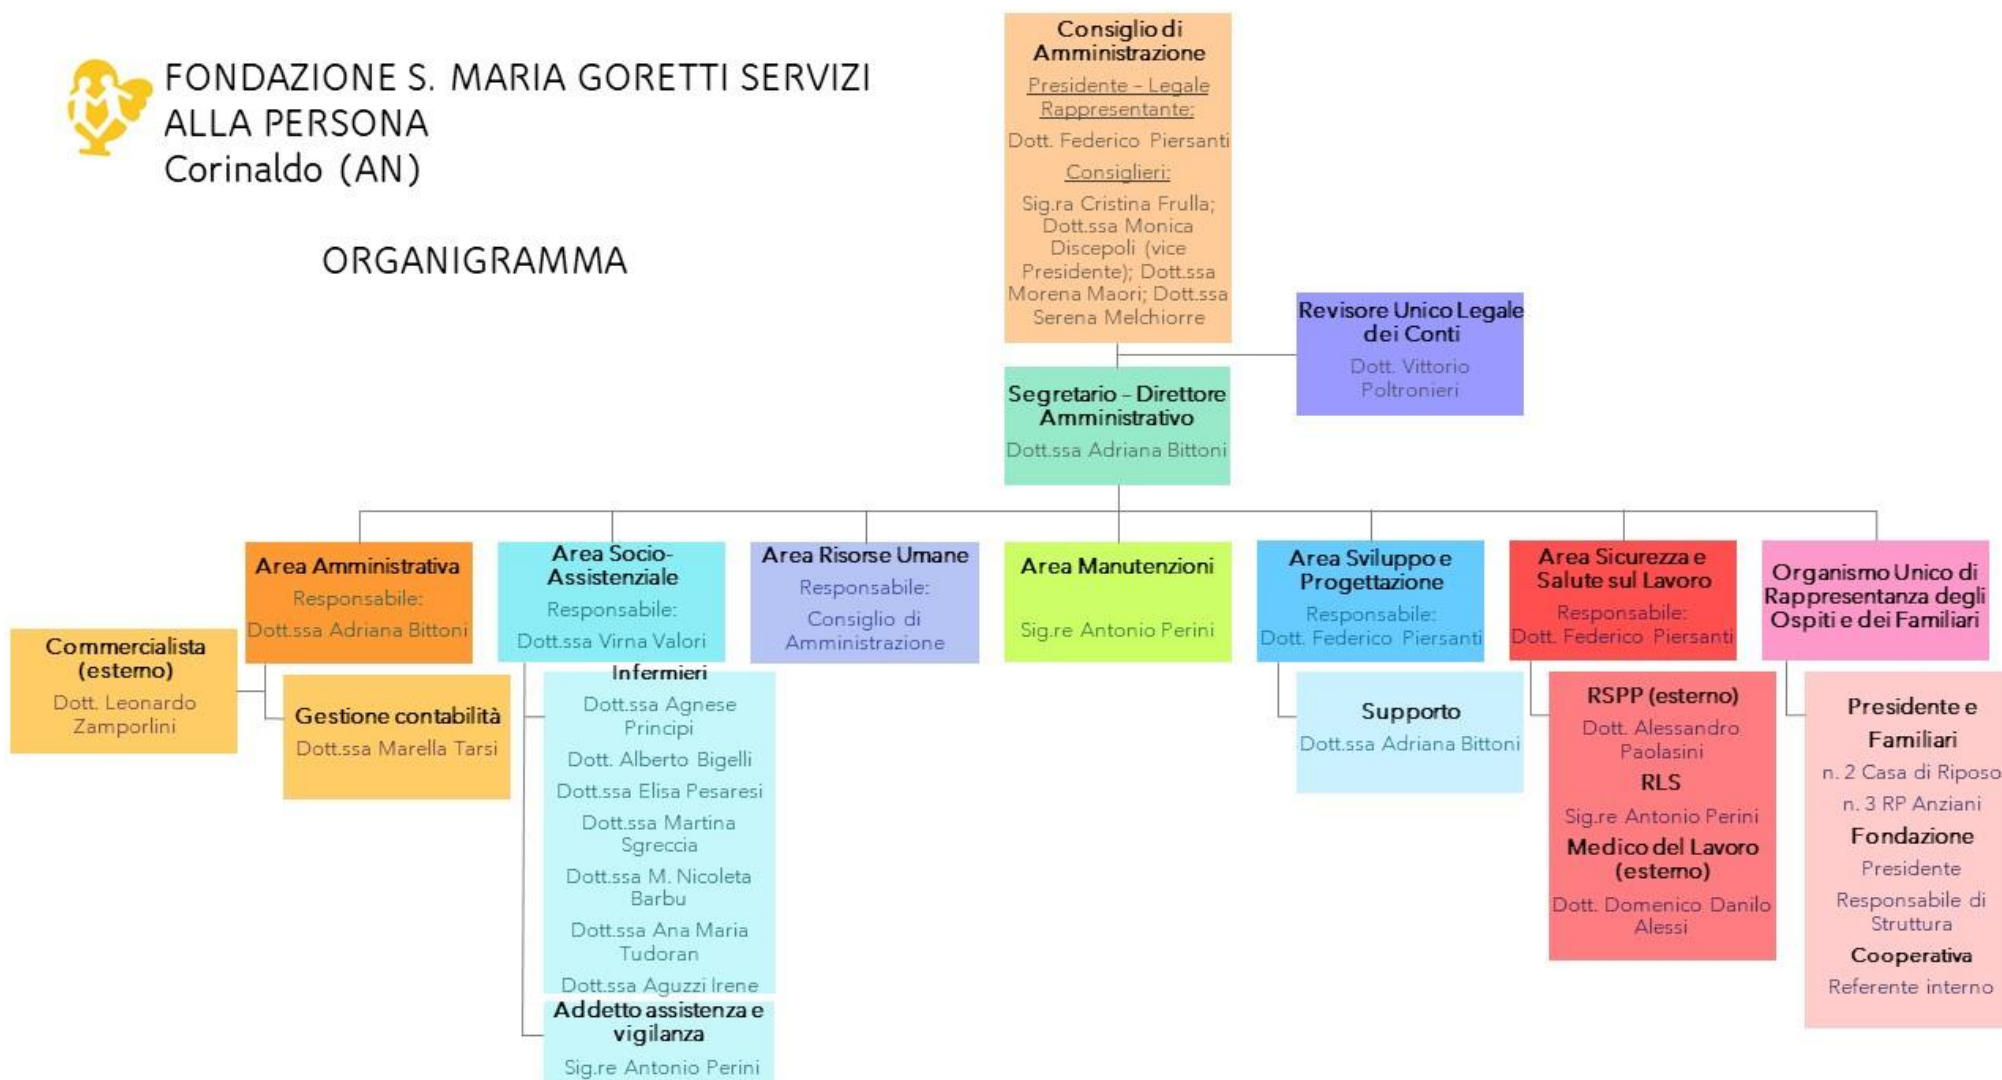 FONDAZIONE S. MARIA GORETTI SERVIZI
ALLA PERSONA
Corinaldo (AN)
ORGANIGRAMMA
Consiglio di
Amministrazione
Presidente – Legale
Rappresentante:
Dott. Federico Piersanti
Consiglieri:
Sig.ra Cristina Frulla;
Dott.ssa Monica
Discepoli (vice
Presidente); Dott.ssa
Morena Maori; Dott.ssa
Serena Melchiorre
Revisore Unico Legale
dei Conti
Dott. Vittorio
Poltronieri
Segretario – Direttore
Amministrativo
Dott.ssa Adriana Bittoni
Area Amministrativa
Responsabile:
Dott.ssa Adriana Bittoni
Commercialista
(esterno)
Dott. Leonardo
Zamporlini
Gestione contabilità
Dott.ssa Marella Tarsi
Area Socio-
Assistenziale
Responsabile:
Dott.ssa Virna Valori
Infermieri
Dott.ssa Agnese
Principi
Dott. Alberto Bigelli
Dott.ssa Elisa Pesaresi
Dott.ssa Martina
Sgreccia
Dott.ssa M. Nicoleta
Barbu
Dott.ssa Ana Maria
Tudoran
Dott.ssa Aguzzi Irene
Addetto assistenza e
vigilanza
Sig.re Antonio Perini
Area Risorse Umane
Responsabile:
Consiglio di
Amministrazione
Area Manutenzioni
Sig.re Antonio Perini
Area Sviluppo e
Progettazione
Responsabile:
Dott. Federico Piersanti
Supporto
Dott.ssa Adriana Bittoni
Area Sicurezza e
Salute sul Lavoro
Responsabile:
Dott. Federico Piersanti
RSPP (esterno)
Dott. Alessandro
Paolasini
RLS
Sig.re Antonio Perini
Medico del Lavoro
(esterno)
Dott. Domenico Danilo
Alessi
Organismo Unico di
Rappresentanza degli
Ospiti e dei Familiari
Presidente e
Familiari
n. 2 Casa di Riposo
n. 3 RP Anziani
Fondazione
Presidente
Responsabile di
Struttura
Cooperativa
Referente interno